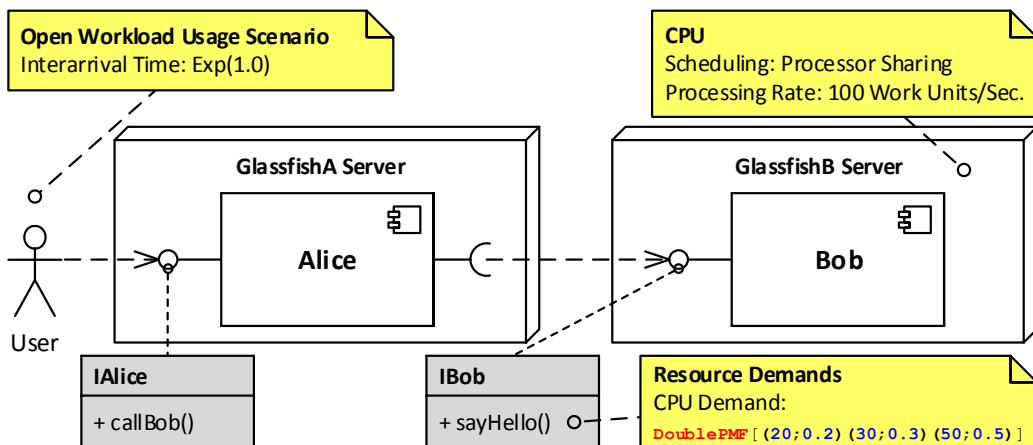 Open Workload Usage Scenario
Interarrival Time: Exp(1.0)
CPU
Scheduling: Processor Sharing
Processing Rate: 100 Work Units/Sec.
GlassfishA Server
GlassfishB Server
Alice
Bob
User
IAlice
+ callBob()
IBob
+ sayHello()
Resource Demands
CPU Demand:
DoublePMF[(20;0.2)(30;0.3)(50;0.5)]